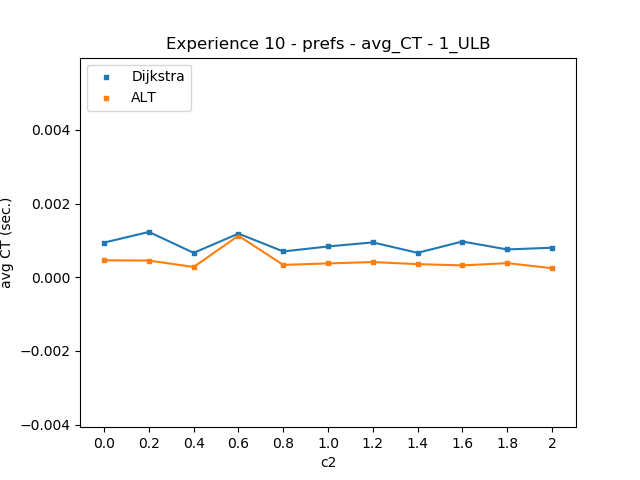 Experience 10 - prefs - avg_CT - 1_ULB
Dijkstra
ALT
avg CT (sec.)
0.004
0.002
0.000
−0.002
−0.004
0.0 0.2 0.4 0.6 0.8 1.0 1.2 1.4 1.6 1.8 2
c2